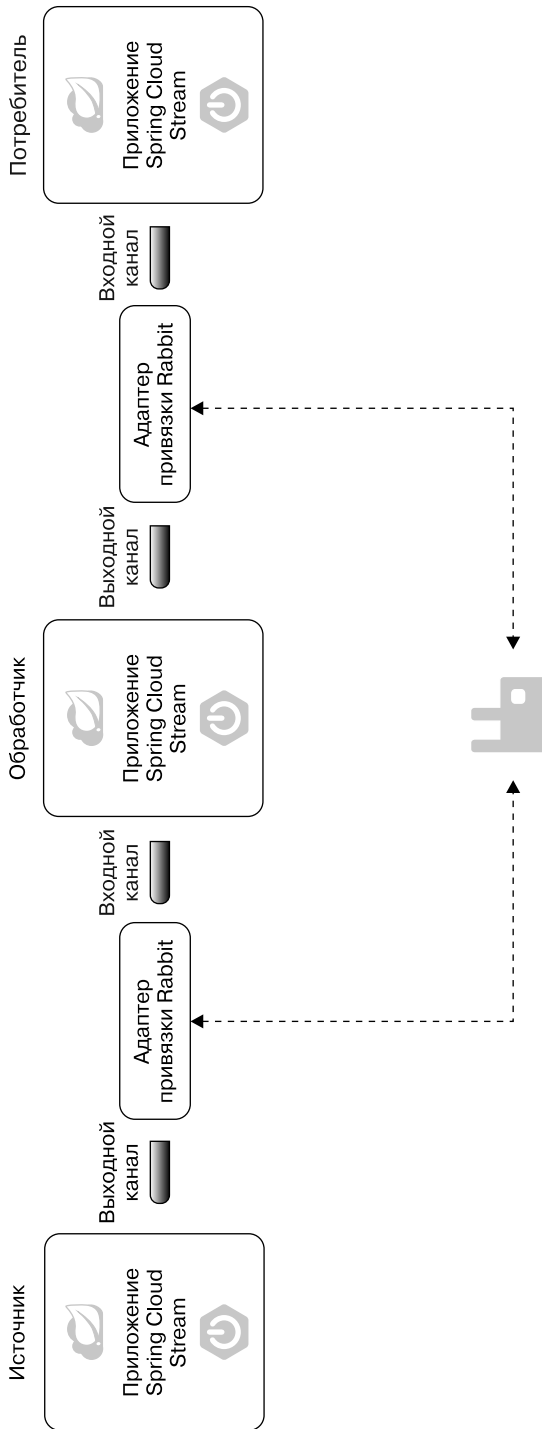 Источник
Приложение
Spring Cloud
Stream
Выходной
канал
Адаптер
привязки Rabbit
Входной
канал
Обработчик
Приложение
Spring Cloud
Stream
Выходной
канал
Адаптер
привязки Rabbit
Входной
канал
Потребитель
Приложение
Spring Cloud
Stream